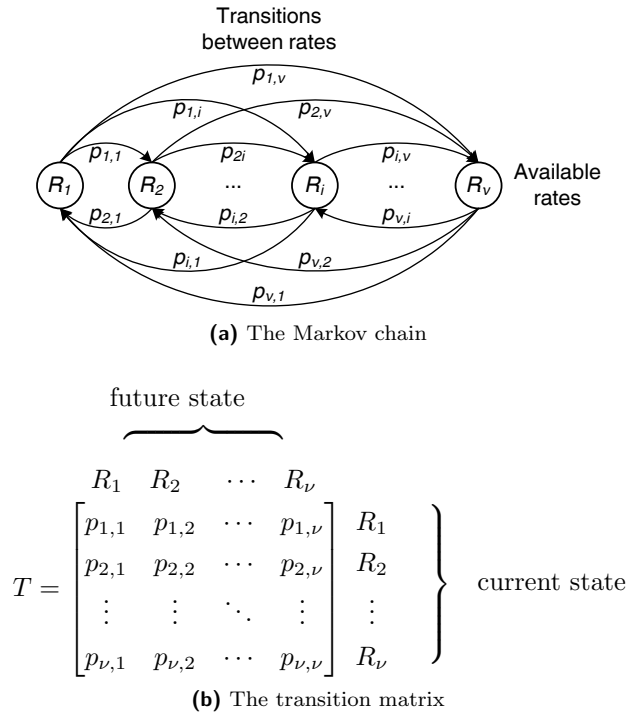 Transitions
between rates
p1,v
p1,i p2,v
p1,1 p2i pi,v
R1 R2 ... Ri ... Rv
Available
rates
p2,1 pi,2 pv,i
pi,1 pv,2
pv,1
(a) The Markov chain
future state
R1 R2 ⋯ Rν
p1,1 p1,2 ⋯ p1,ν R1
p2,1 p2,2 ⋯ p2,ν R2
T = ⋮ ⋮ ⋱ ⋮ ⋮ current state
pν,1 pν,2 ⋯ pν,ν Rν
(b) The transition matrix